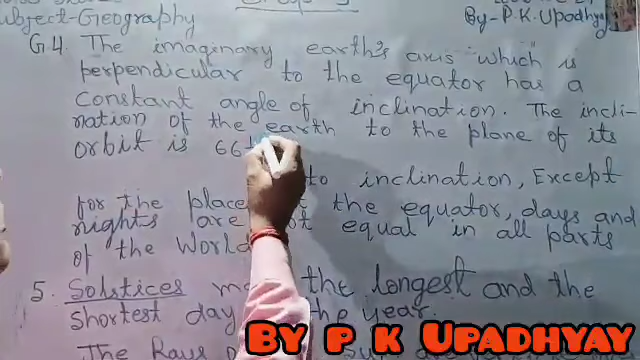 ubject-Geography
By-P.K.Upadhyay
G4. The imaginary earth's axis which is
perpendicular to the equator has a
constant angle of inclination. The incli-
nation of the earth to the plane of its
orbit is 66
to inclination, Except
for the place the equator, days and
nights are equal in all parts
of the World
5. Solstices the longest and the
shortest day the year.
The Rays
BY P K UPADHYAY